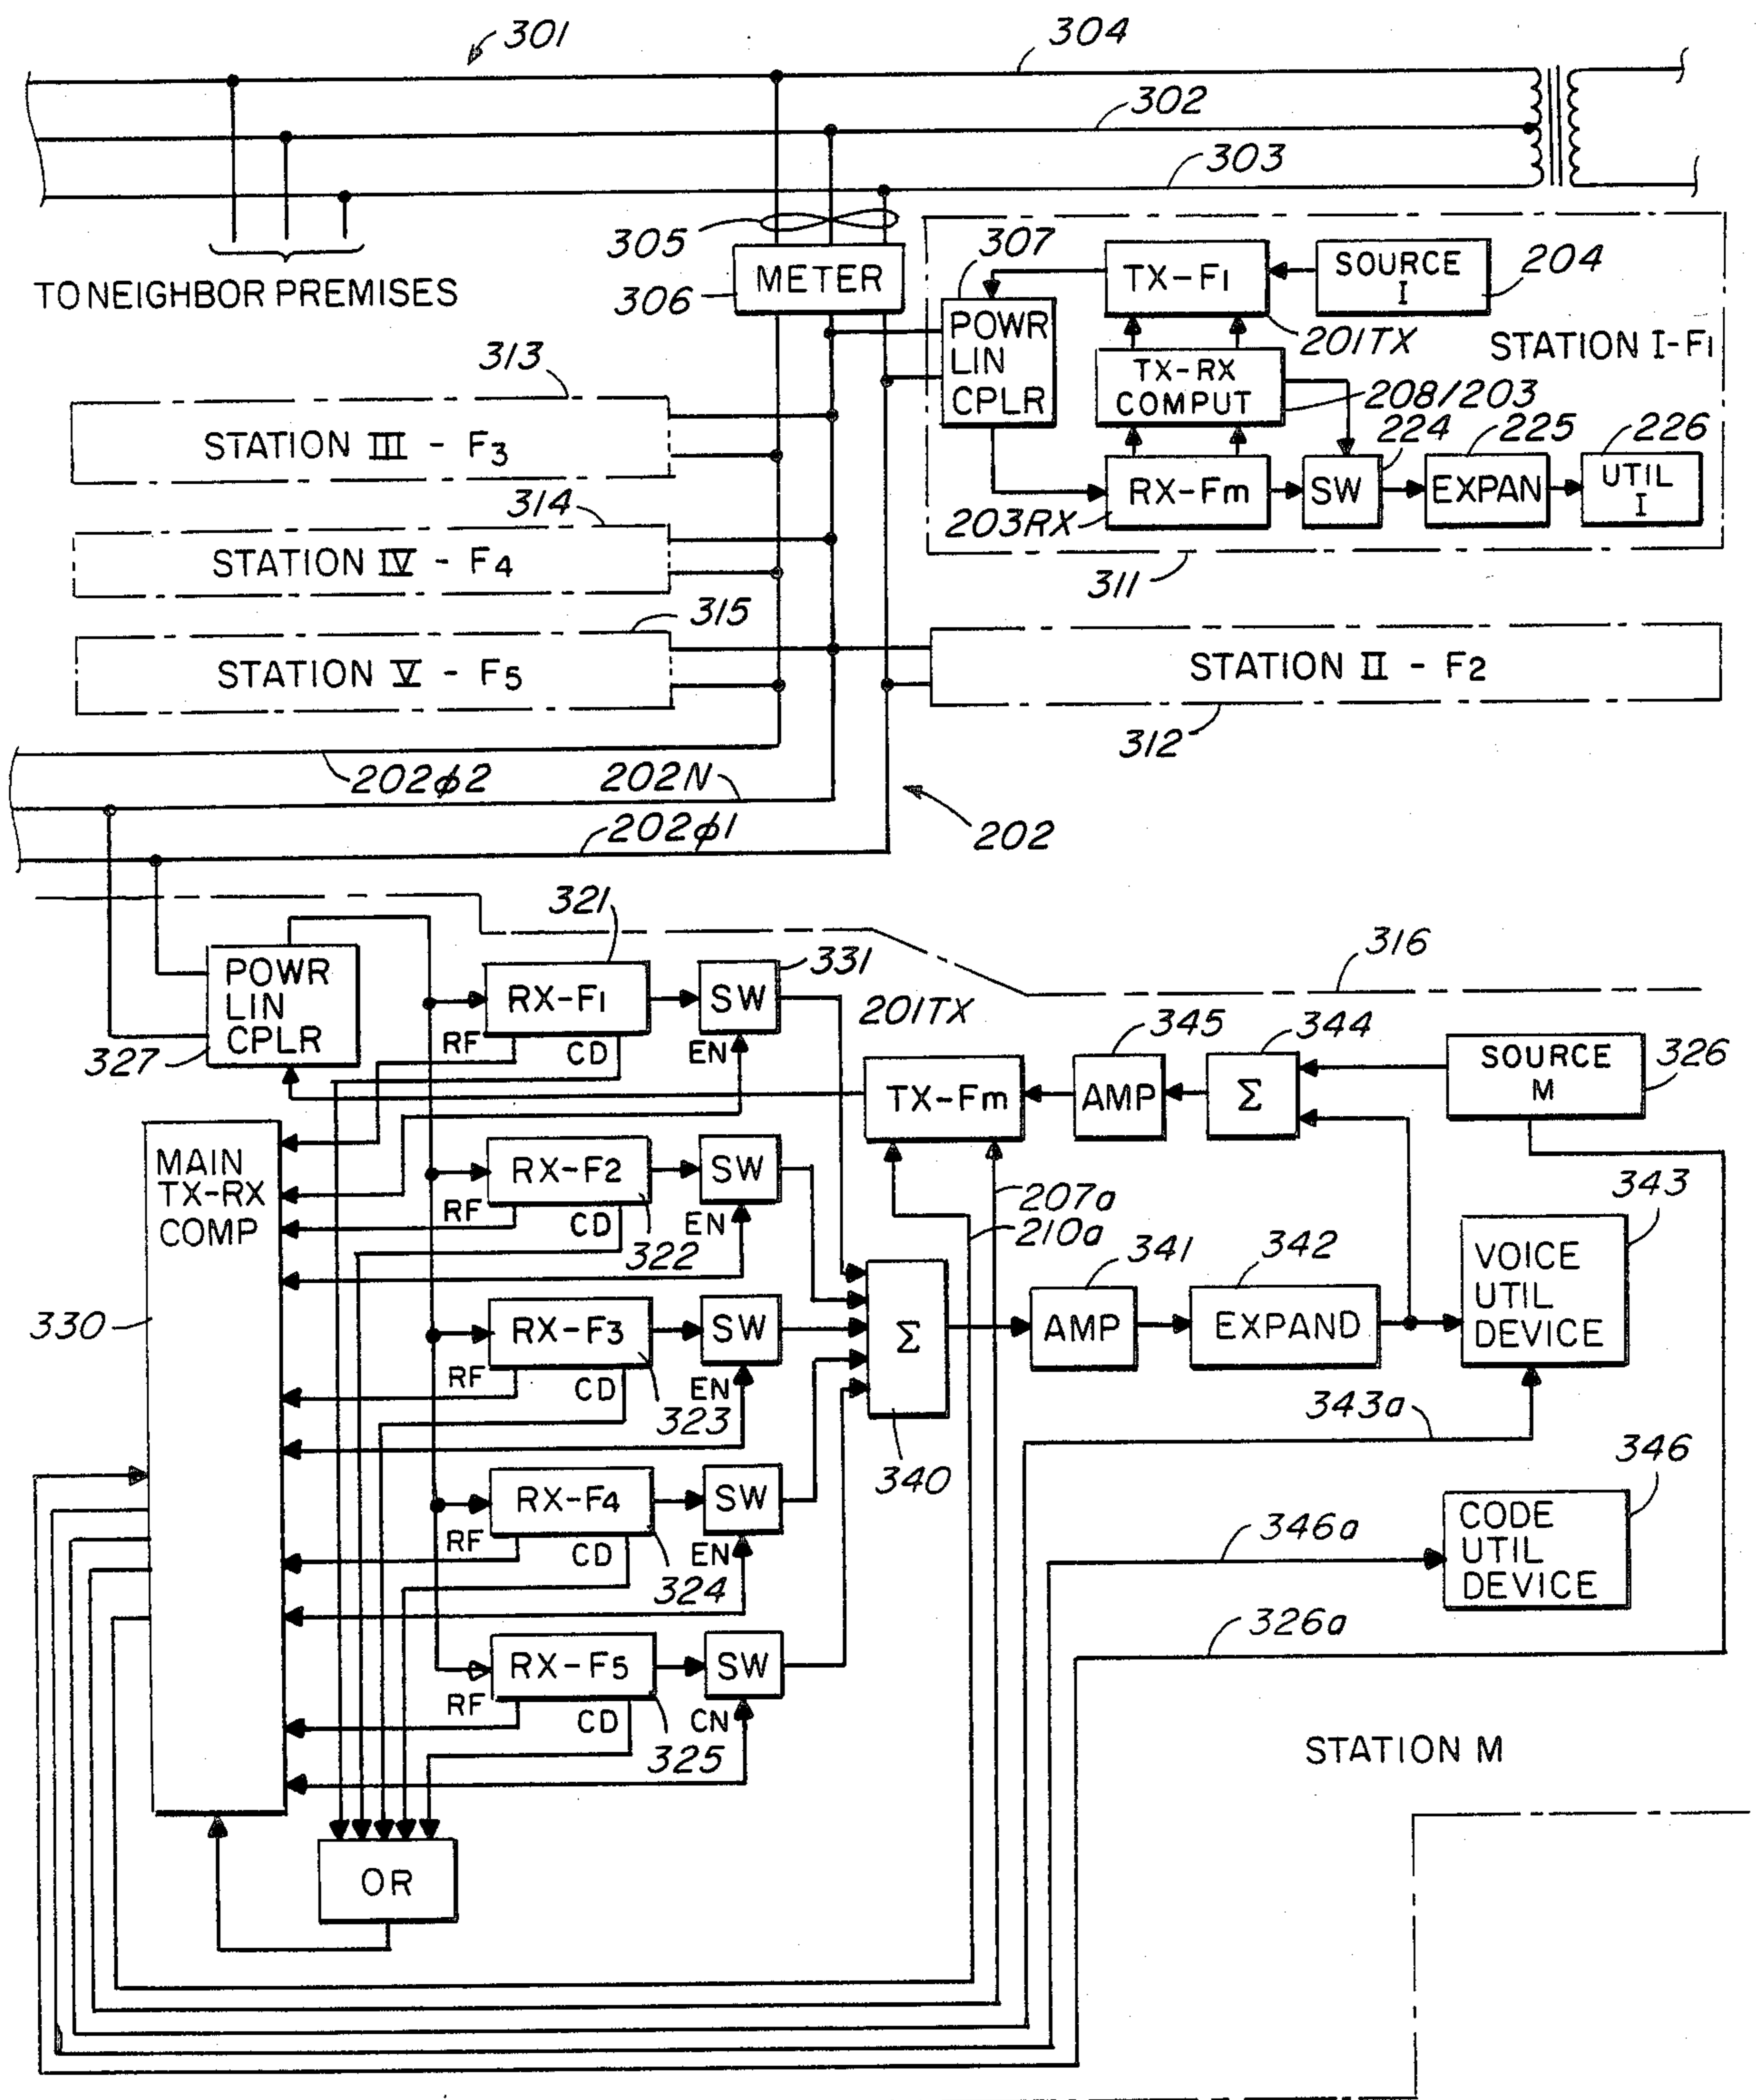 301
304
302
303
305
TO NEIGHBOR PREMISES
306
METER
307
POWR
LIN
CPLR
TX-F1
SOURCE
I
204
201TX
STATION I-F1
TX-RX
COMPUT
208/203
224
225
226
RX-Fm
SW
EXPAN
UTIL
I
203RX
311
313
STATION III - F3
314
STATION IV - F4
315
STATION V - F5
STATION II - F2
312
202φ2
202N
202φ1
202
321
331
316
POWR
LIN
CPLR
327
RX-F1
SW
RF
CD
EN
201TX
345
344
TX-Fm
AMP
Σ
SOURCE
M
326
MAIN
TX-RX
COMP
330
RX-F2
SW
RF
CD
EN
322
207a
210a
341
342
343
RX-F3
SW
RF
CD
EN
323
Σ
340
AMP
EXPAND
VOICE
UTIL
DEVICE
343a
RX-F4
SW
RF
CD
EN
324
346
346a
CODE
UTIL
DEVICE
326a
RX-F5
SW
RF
CD
CN
325
STATION M
OR